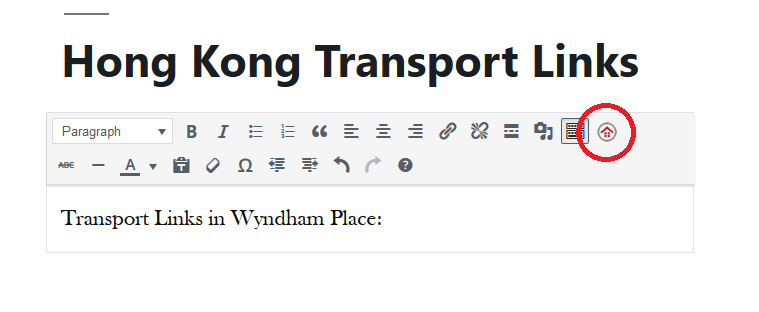 Hong Kong Transport Links
Paragraph B I
ABC A Ω
Transport Links in Wyndham Place: